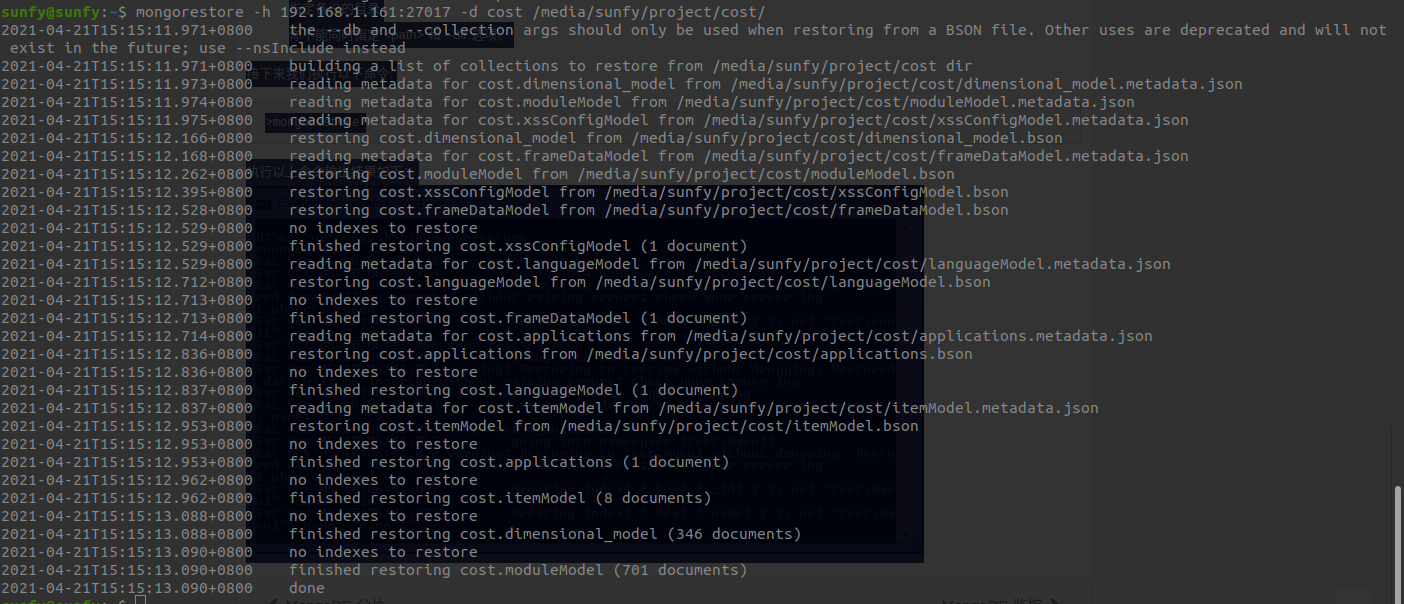 sunfy@sunfy:~$ mongorestore -h 192.168.1.161:27017 -d cost /media/sunfy/project/cost/
2021-04-21T15:15:11.971+0800    the --db and --collection args should only be used when restoring from a BSON file. Other uses are deprecated and will not
 exist in the future; use --nsInclude instead
2021-04-21T15:15:11.971+0800    building a list of collections to restore from /media/sunfy/project/cost dir
2021-04-21T15:15:11.973+0800    reading metadata for cost.dimensional_model from /media/sunfy/project/cost/dimensional_model.metadata.json
2021-04-21T15:15:11.974+0800    reading metadata for cost.moduleModel from /media/sunfy/project/cost/moduleModel.metadata.json
2021-04-21T15:15:11.975+0800    reading metadata for cost.xssConfigModel from /media/sunfy/project/cost/xssConfigModel.metadata.json
2021-04-21T15:15:12.166+0800    restoring cost.dimensional_model from /media/sunfy/project/cost/dimensional_model.bson
2021-04-21T15:15:12.168+0800    reading metadata for cost.frameDataModel from /media/sunfy/project/cost/frameDataModel.metadata.json
2021-04-21T15:15:12.262+0800    restoring cost.moduleModel from /media/sunfy/project/cost/moduleModel.bson
2021-04-21T15:15:12.395+0800    restoring cost.xssConfigModel from /media/sunfy/project/cost/xssConfigModel.bson
2021-04-21T15:15:12.528+0800    restoring cost.frameDataModel from /media/sunfy/project/cost/frameDataModel.bson
2021-04-21T15:15:12.529+0800    no indexes to restore
2021-04-21T15:15:12.529+0800    finished restoring cost.xssConfigModel (1 document)
2021-04-21T15:15:12.529+0800    reading metadata for cost.languageModel from /media/sunfy/project/cost/languageModel.metadata.json
2021-04-21T15:15:12.712+0800    restoring cost.languageModel from /media/sunfy/project/cost/languageModel.bson
2021-04-21T15:15:12.713+0800    no indexes to restore
2021-04-21T15:15:12.713+0800    finished restoring cost.frameDataModel (1 document)
2021-04-21T15:15:12.714+0800    reading metadata for cost.applications from /media/sunfy/project/cost/applications.metadata.json
2021-04-21T15:15:12.836+0800    restoring cost.applications from /media/sunfy/project/cost/applications.bson
2021-04-21T15:15:12.836+0800    no indexes to restore
2021-04-21T15:15:12.837+0800    finished restoring cost.languageModel (1 document)
2021-04-21T15:15:12.837+0800    reading metadata for cost.itemModel from /media/sunfy/project/cost/itemModel.metadata.json
2021-04-21T15:15:12.953+0800    restoring cost.itemModel from /media/sunfy/project/cost/itemModel.bson
2021-04-21T15:15:12.953+0800    no indexes to restore
2021-04-21T15:15:12.953+0800    finished restoring cost.applications (1 document)
2021-04-21T15:15:12.962+0800    no indexes to restore
2021-04-21T15:15:12.962+0800    finished restoring cost.itemModel (8 documents)
2021-04-21T15:15:13.088+0800    no indexes to restore
2021-04-21T15:15:13.088+0800    finished restoring cost.dimensional_model (346 documents)
2021-04-21T15:15:13.090+0800    no indexes to restore
2021-04-21T15:15:13.090+0800    finished restoring cost.moduleModel (701 documents)
2021-04-21T15:15:13.090+0800    done